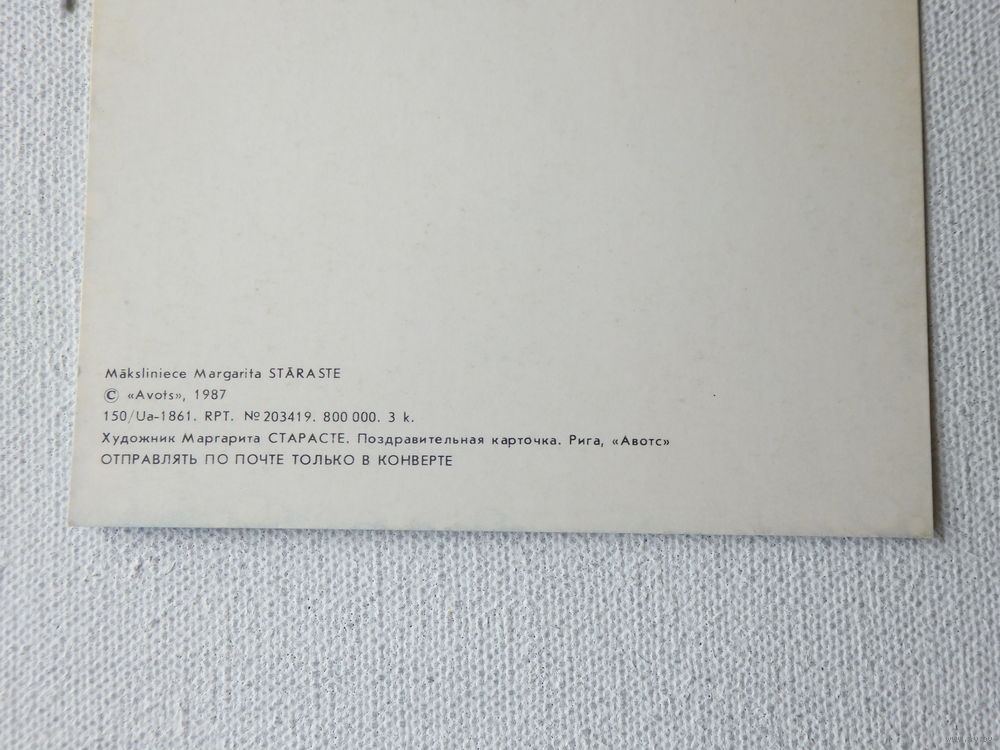 Māksliniece Margarita STĀRASTE
© «Avots», 1987
150/Ua-1861. RPT. № 203419. 800 000. 3 k.
Художник Маргарита СТАРАСТЕ. Поздравительная карточка. Рига, «Авотс»
ОТПРАВЛЯТЬ ПО ПОЧТЕ ТОЛЬКО В КОНВЕРТЕ